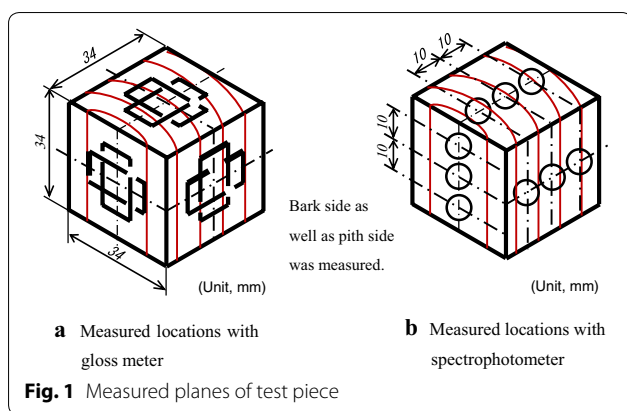 34
34
34
(Unit, mm)
Bark side as
well as pith side
was measured.
10
10
10
10
(Unit, mm)
a Measured locations with
gloss meter
b Measured locations with
spectrophotometer
Fig. 1 Measured planes of test piece